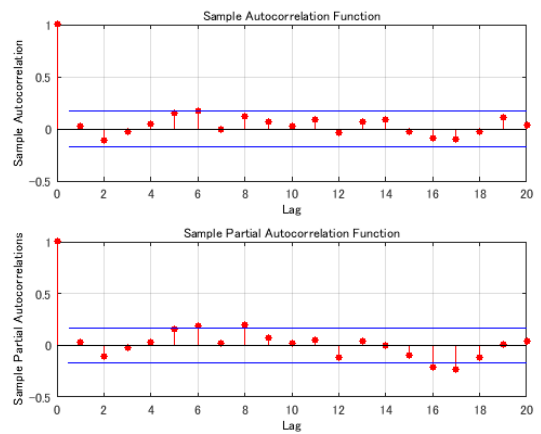 Sample Autocorrelation Function
1
0.5
0
-0.5
Sample Autocorrelation
0 2 4 6 8 10 12 14 16 18 20
Lag
Sample Partial Autocorrelation Function
1
0.5
0
-0.5
Sample Partial Autocorrelations
0 2 4 6 8 10 12 14 16 18 20
Lag